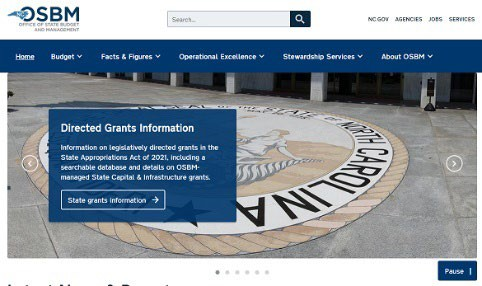 OSBM
OFFICE OF STATE BUDGET
AND MANAGEMENT
Search...
NC.GOV AGENCIES JOBS SERVICES
Home Budget Facts & Figures Operational Excellence Stewardship Services About OSBM
SEAL OF THE STATE OF NORTH CAROLINA
Directed Grants Information
Information on legislatively directed grants in the
State Appropriations Act of 2021, including a
searchable database and details on OSBM-
managed State Capital & Infrastructure grants.
State grants information
Pause